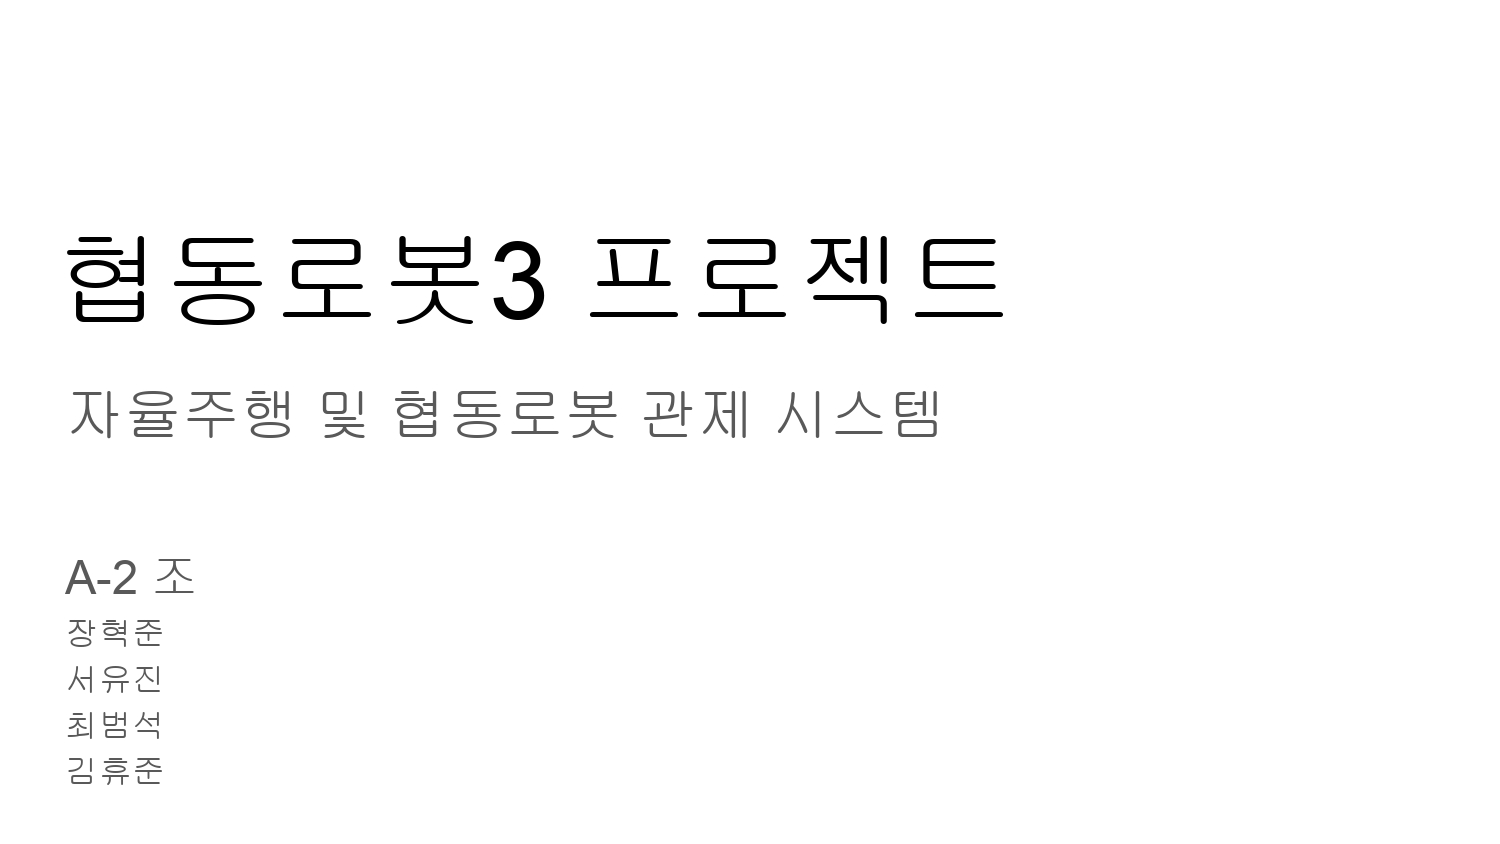 협동로봇3 프로젝트
자율주행 및 협동로봇 관제 시스템
A-2 조
장혁준
서유진
최범석
김휴준